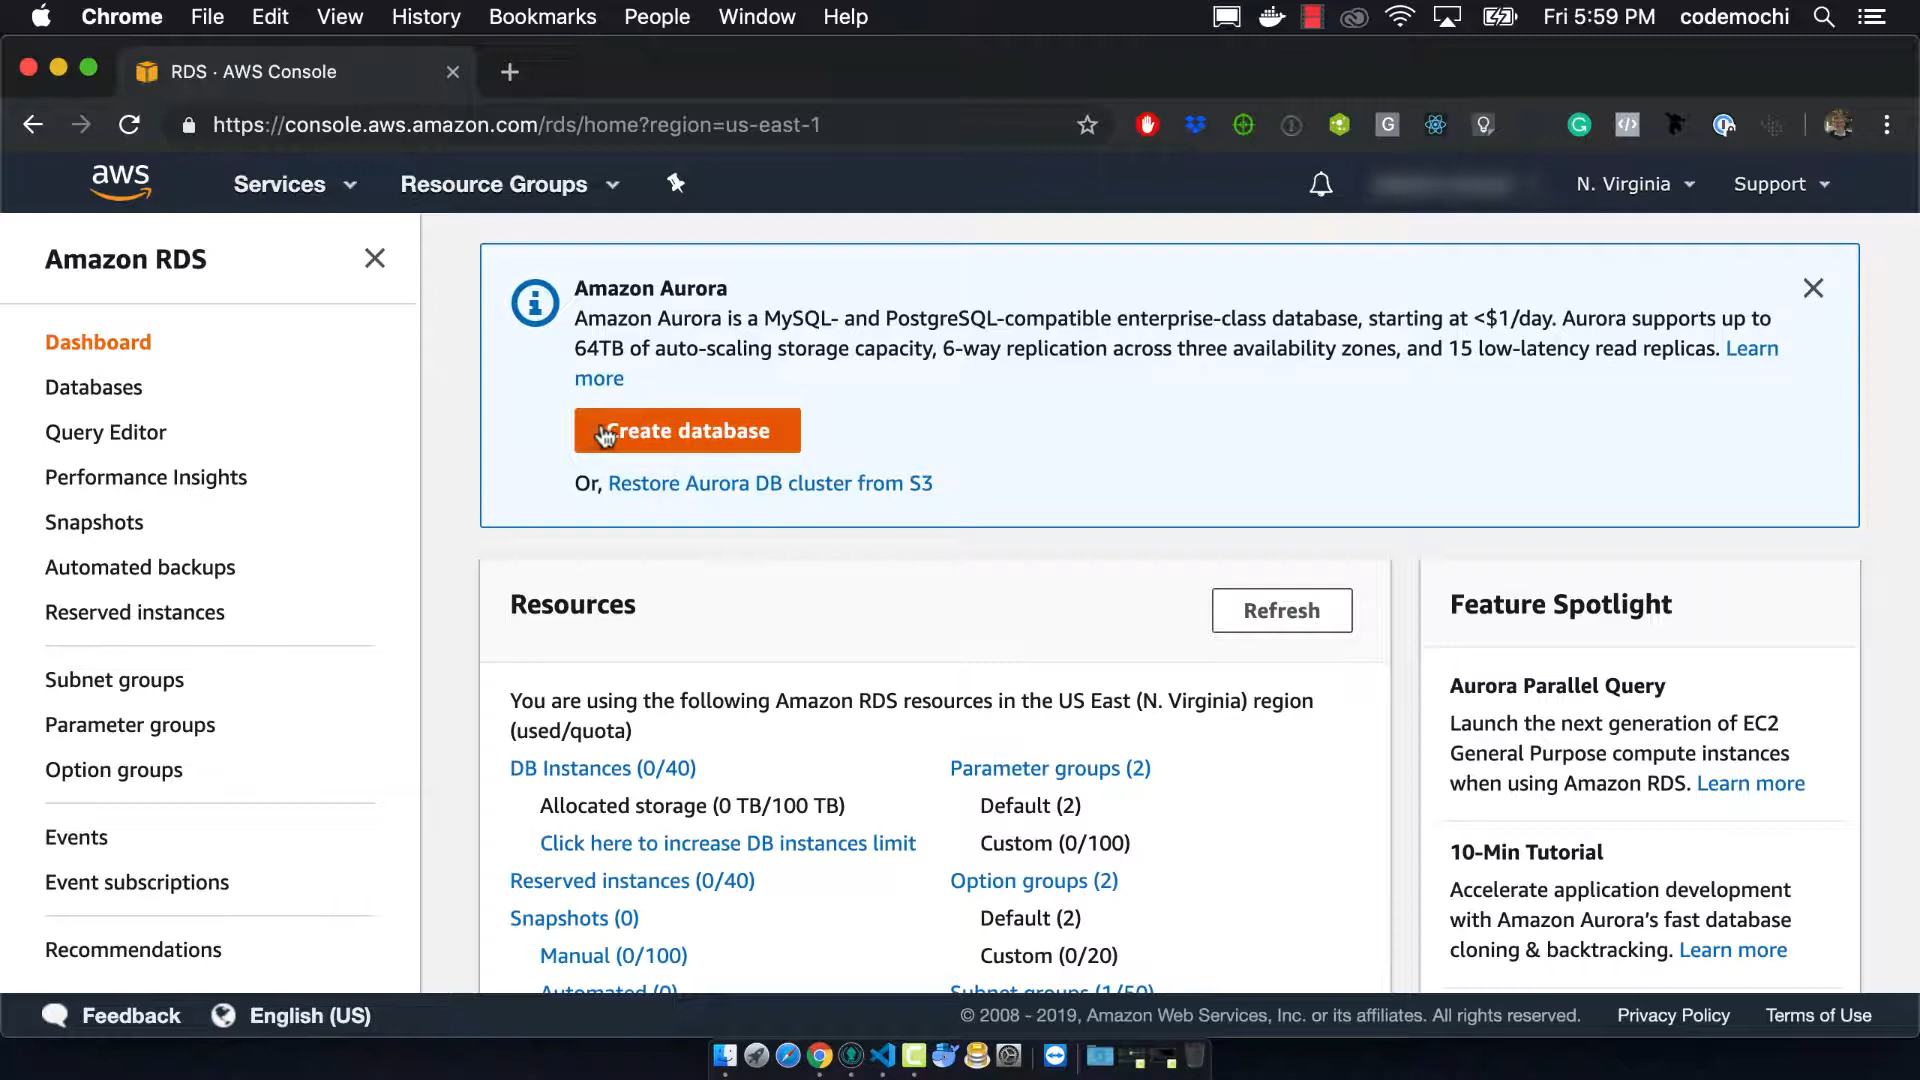 Chrome File Edit View History Bookmarks People Window Help Fri 5:59 PM codemochi
RDS · AWS Console
https://console.aws.amazon.com/rds/home?region=us-east-1
G
aws Services Resource Groups N. Virginia Support
Amazon RDS
Dashboard
Databases
Query Editor
Performance Insights
Snapshots
Automated backups
Reserved instances
Subnet groups
Parameter groups
Option groups
Events
Event subscriptions
Recommendations
Amazon Aurora
Amazon Aurora is a MySQL- and PostgreSQL-compatible enterprise-class database, starting at <$1/day. Aurora supports up to
64TB of auto-scaling storage capacity, 6-way replication across three availability zones, and 15 low-latency read replicas. Learn
more
Create database
Or, Restore Aurora DB cluster from S3
Resources
Refresh
You are using the following Amazon RDS resources in the US East (N. Virginia) region
(used/quota)
DB Instances (0/40)
Allocated storage (0 TB/100 TB)
Click here to increase DB instances limit
Reserved instances (0/40)
Snapshots (0)
Manual (0/100)
Automated (0)
Parameter groups (2)
Default (2)
Custom (0/100)
Option groups (2)
Default (2)
Custom (0/20)
Subnet groups (1/50)
Feature Spotlight
Aurora Parallel Query
Launch the next generation of EC2
General Purpose compute instances
when using Amazon RDS. Learn more
10-Min Tutorial
Accelerate application development
with Amazon Aurora's fast database
cloning & backtracking. Learn more
Feedback English (US) © 2008 - 2019, Amazon Web Services, Inc. or its affiliates. All rights reserved. Privacy Policy Terms of Use